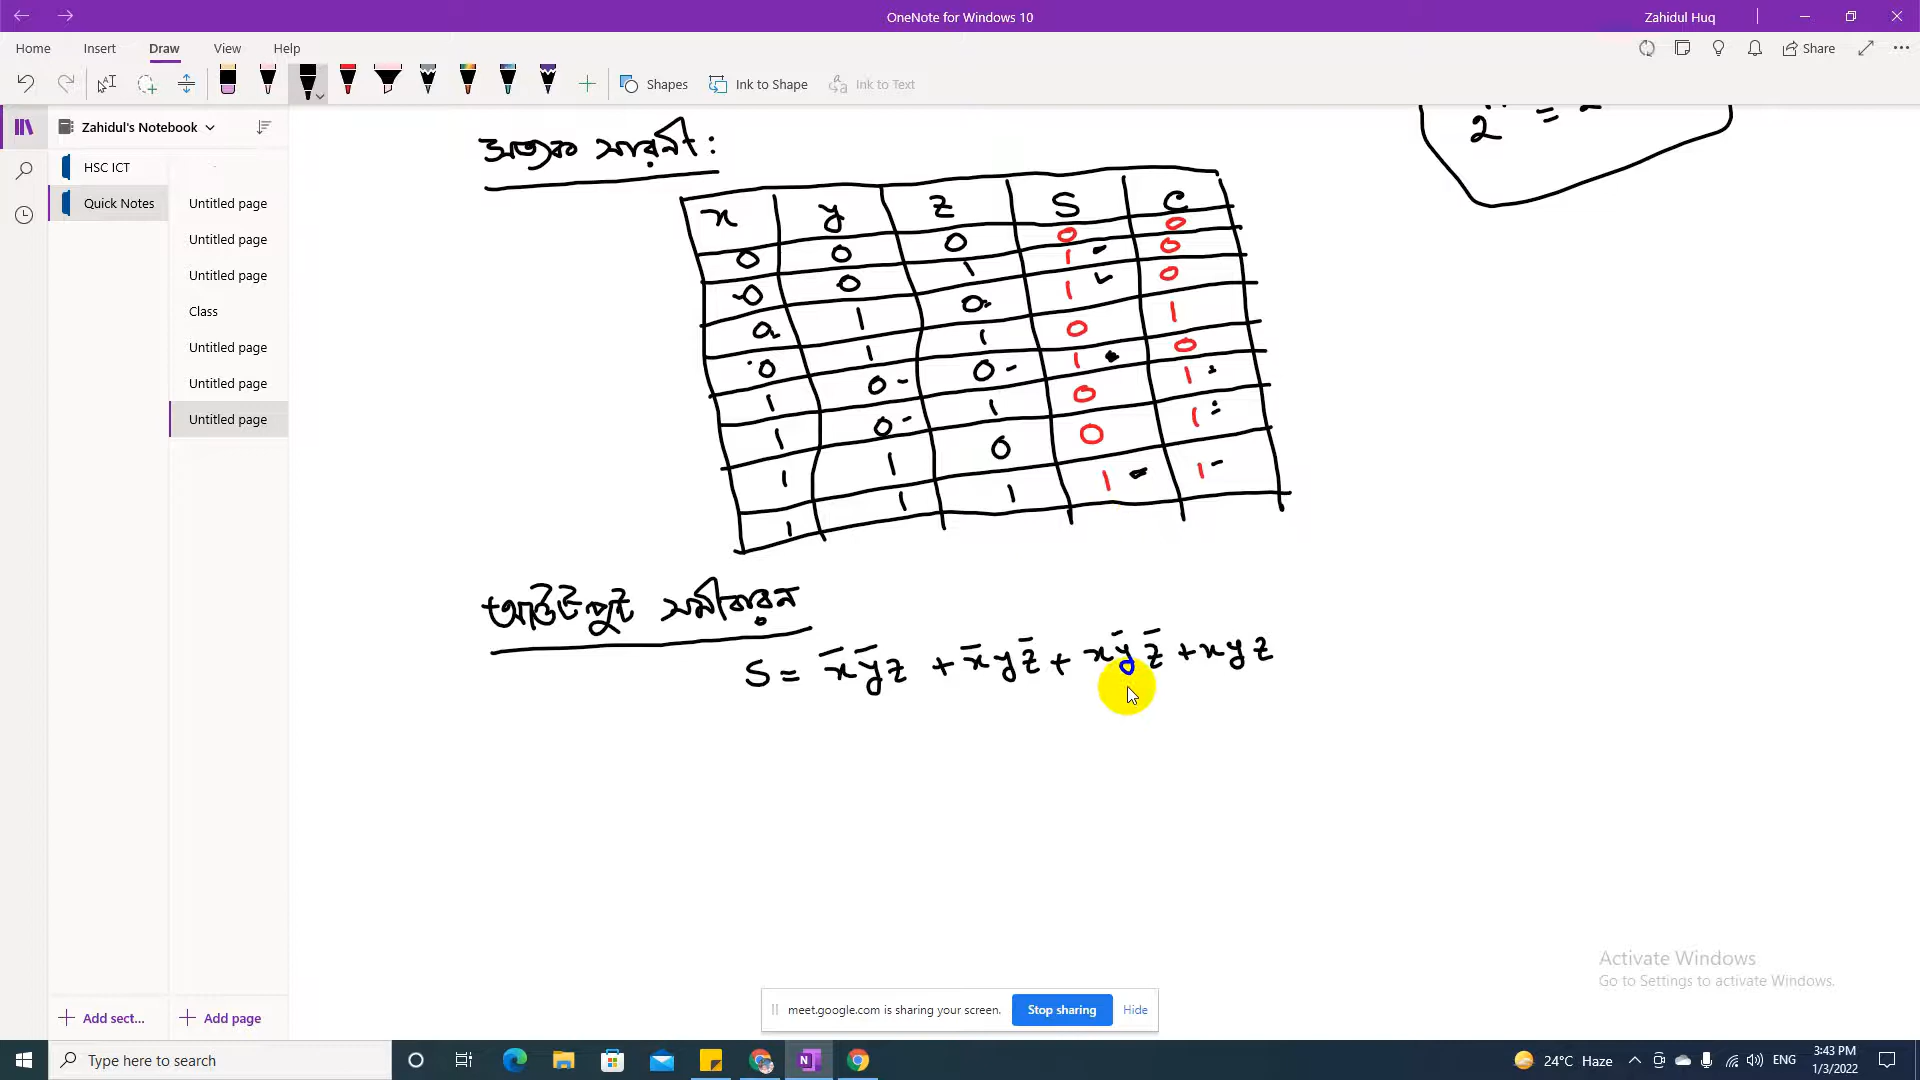 OneNote for Windows 10
Zahidul Huq
Home Insert Draw View Help
Share
Shapes Ink to Shape Ink to Text
Zahidul's Notebook
HSC ICT
Quick Notes
Untitled page
Untitled page
Untitled page
Class
Untitled page
Untitled page
Untitled page
Add sect...
Add page
সত্যক সারণী:
x y z S C
0 0 0 0 0
0 0 1 1 0
0 1 0 1 0
0 1 1 0 1
1 0 0 1 0
1 0 1 0 1
1 1 0 0 1
1 1 1 1 1
আউটপুট সমীকরন
S = x̅ y̅ z + x̅ y z̅ + x y̅ z̅ + x y z
Activate Windows
Go to Settings to activate Windows.
meet.google.com is sharing your screen.
Stop sharing
Hide
Type here to search
24°C Haze
ENG
3:43 PM
1/3/2022